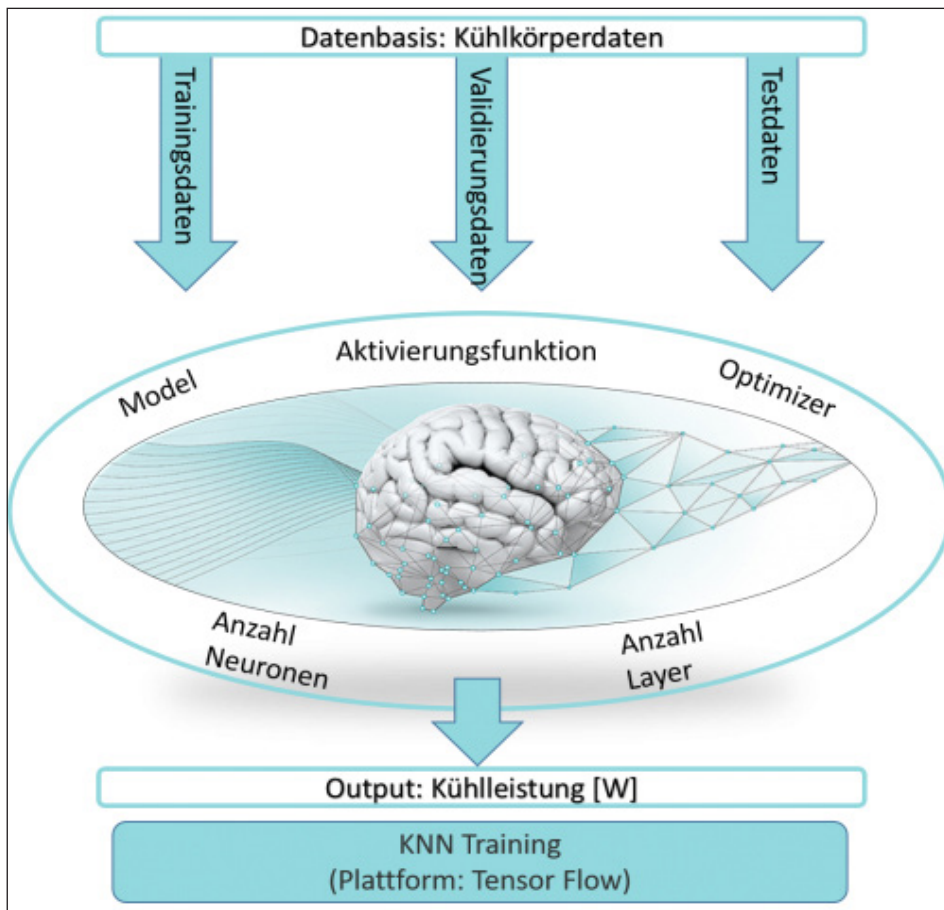 Datenbasis: Kühlkörperdaten
Trainingsdaten
Validierungsdaten
Testdaten
Model
Aktivierungsfunktion
Optimizer
Anzahl
Neuronen
Anzahl
Layer
Output: Kühlleistung [W]
KNN Training
(Plattform: Tensor Flow)